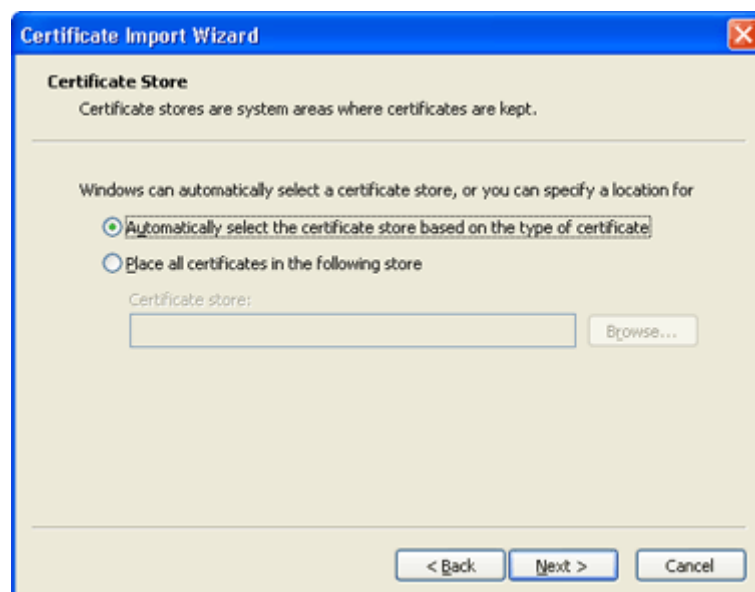 Certificate Import Wizard
Certificate Store
Certificate stores are system areas where certificates are kept.
Windows can automatically select a certificate store, or you can specify a location for
Automatically select the certificate store based on the type of certificate
Place all certificates in the following store
Certificate store:
Browse...
< Back
Next >
Cancel